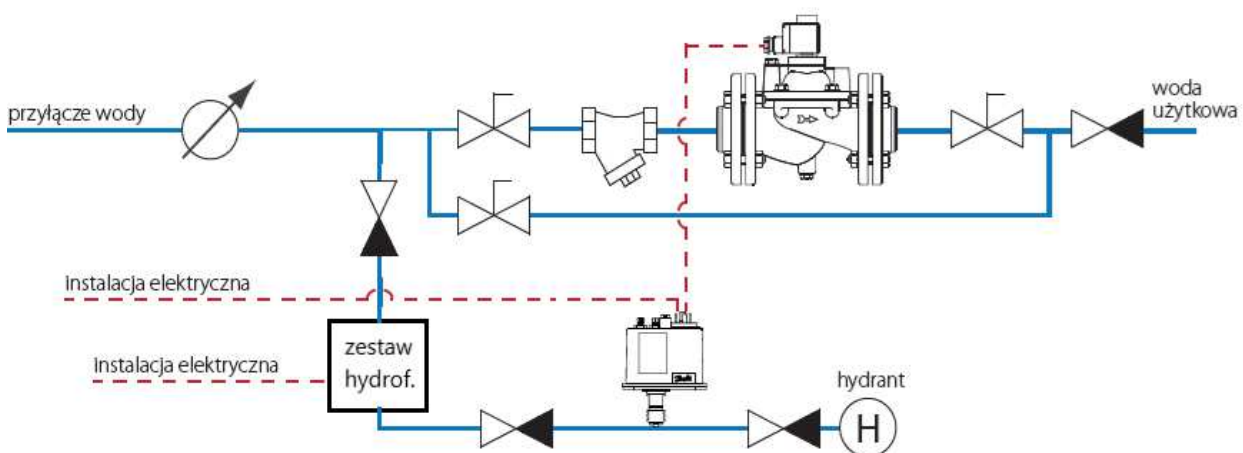 przyłącze wody
woda
użytkowa
Instalacja elektryczna
zestaw
hydrof.
Instalacja elektryczna
hydrant
H